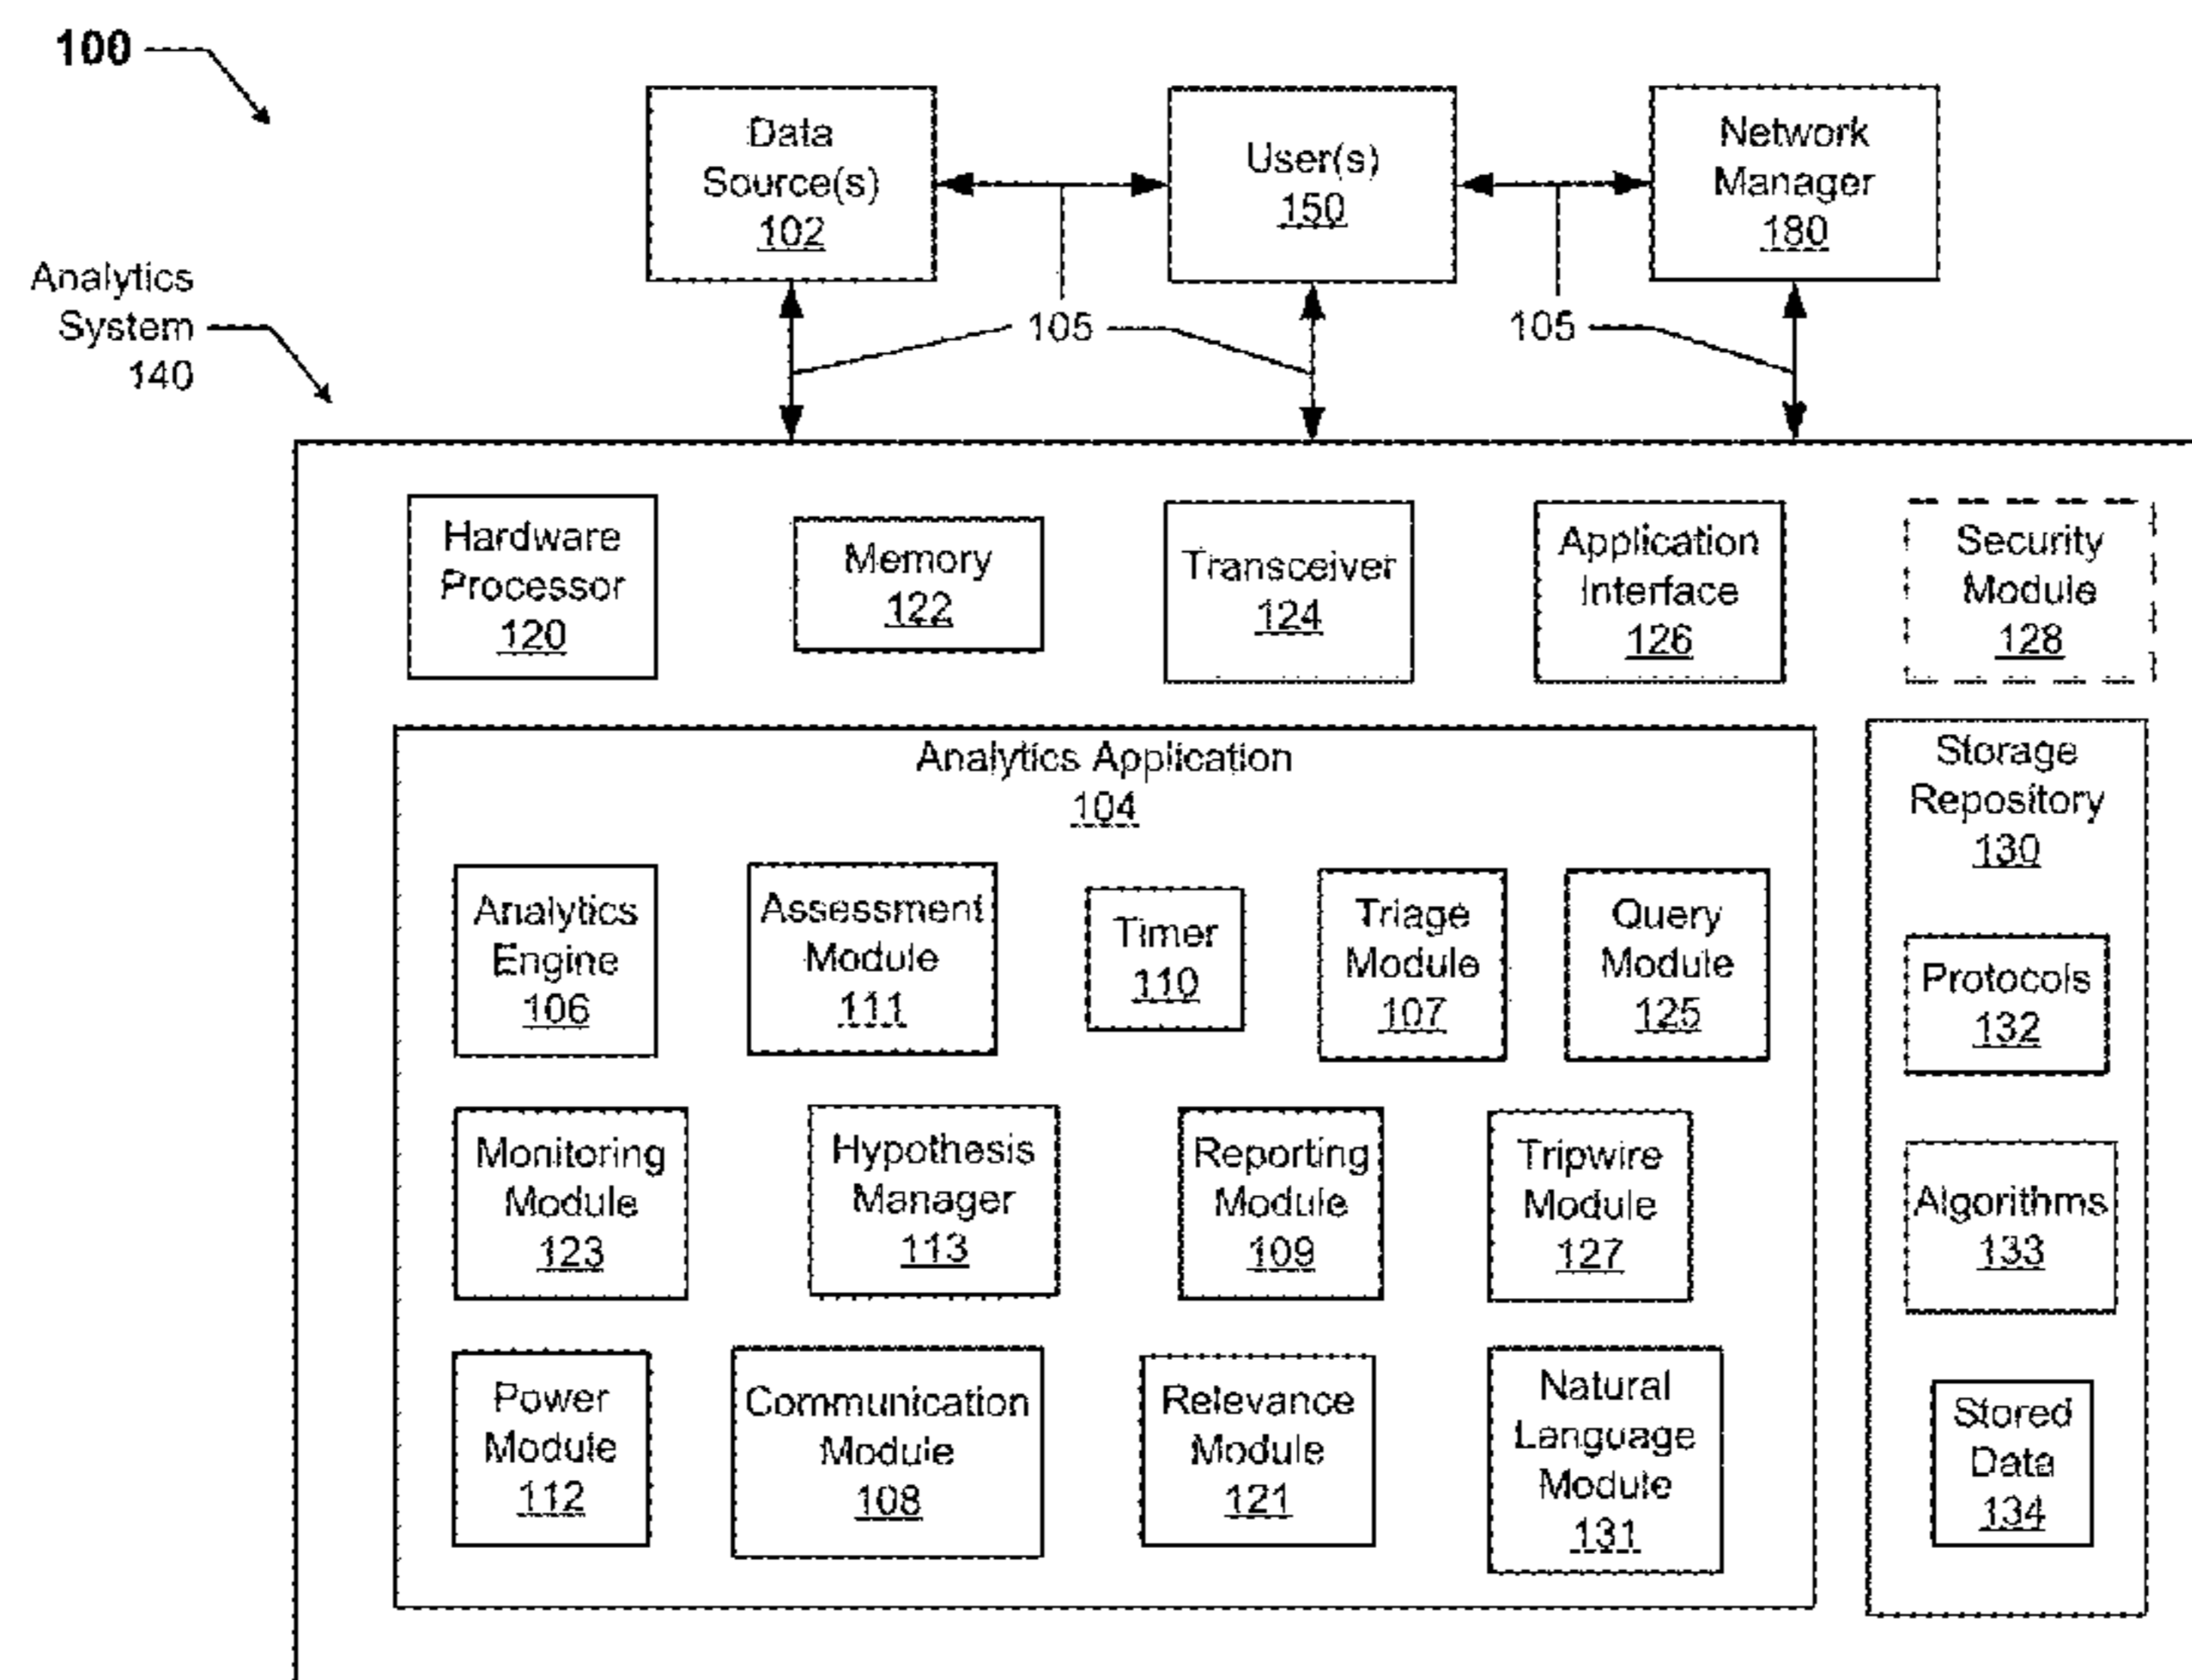 100
Data
Source(s)
102
User(s)
150
Network
Manager
180
Analytics
System
140
105
105
Hardware
Processor
120
Memory
122
Transceiver
124
Application
Interface
126
Security
Module
128
Analytics Application
104
Analytics
Engine
106
Assessment
Module
111
Timer
110
Triage
Module
107
Query
Module
125
Monitoring
Module
123
Hypothesis
Manager
113
Reporting
Module
109
Tripwire
Module
127
Power
Module
112
Communication
Module
108
Relevance
Module
121
Natural
Language
Module
131
Storage
Repository
130
Protocols
132
Algorithms
133
Stored
Data
134